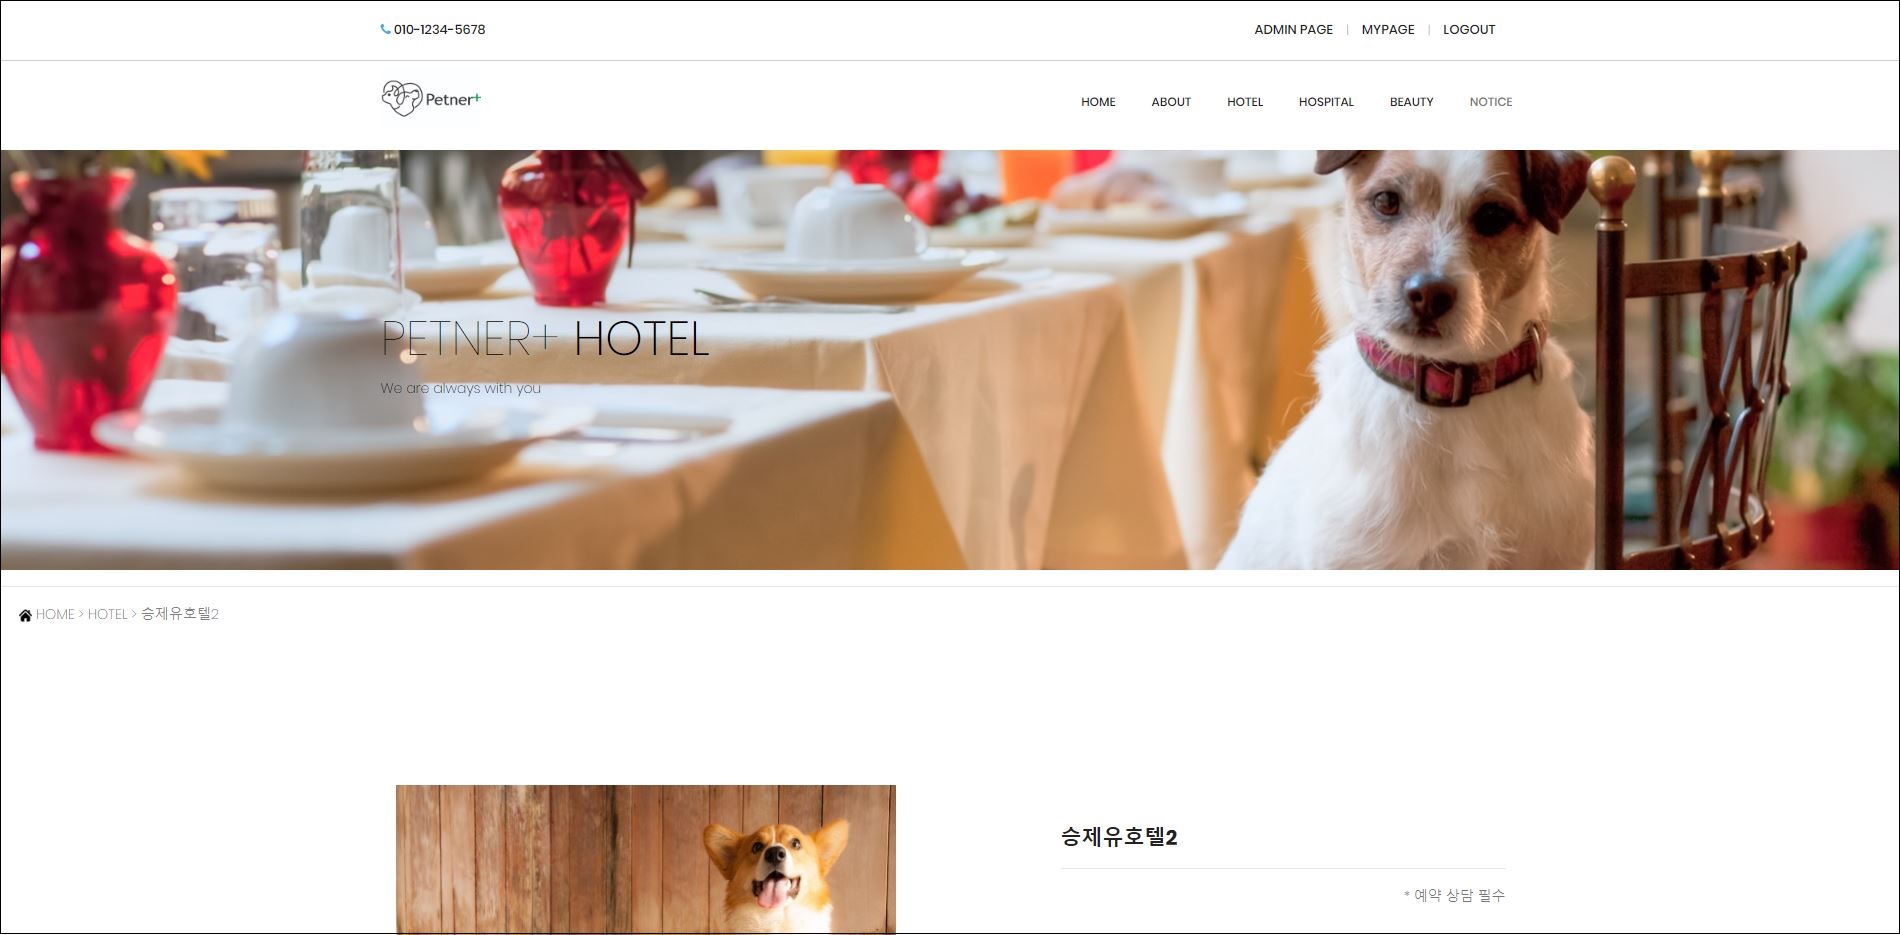 010-1234-5678
ADMIN PAGE | MYPAGE | LOGOUT
Petner+
HOME ABOUT HOTEL HOSPITAL BEAUTY NOTICE
PETNER+ HOTEL
We are always with you
HOME > HOTEL > 승제유호텔2
승제유호텔2
* 예약 상담 필수